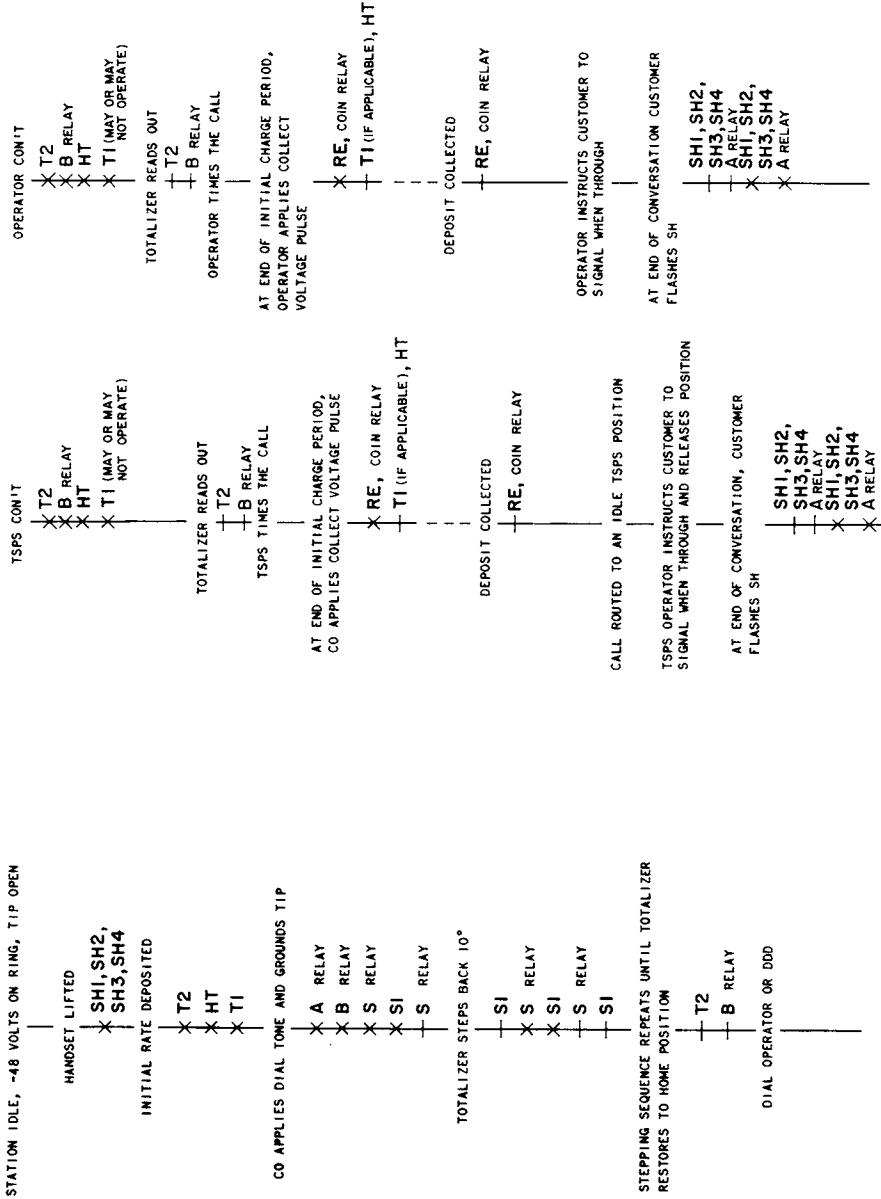 STATION IDLE, -48 VOLTS ON RING, TIP OPEN
HANDSET LIFTED
SH1, SH2,
SH3, SH4
INITIAL RATE DEPOSITED
T2
HT
T1
CO APPLIES DIAL TONE AND GROUNDS TIP
A RELAY
B RELAY
S RELAY
S1
S RELAY
TOTALIZER STEPS BACK 10°
S1
S RELAY
S1
S RELAY
S1
STEPPING SEQUENCE REPEATS UNTIL TOTALIZER
RESTORES TO HOME POSITION
T2
B RELAY
DIAL OPERATOR OR DDD
TSPS CON'T
T2
B RELAY
HT
T1 (MAY OR MAY
NOT OPERATE)
TOTALIZER READS OUT
T2
B RELAY
TSPS TIMES THE CALL
AT END OF INITIAL CHARGE PERIOD,
CO APPLIES COLLECT VOLTAGE PULSE
RE, COIN RELAY
T1 (IF APPLICABLE), HT
DEPOSIT COLLECTED
RE, COIN RELAY
CALL ROUTED TO AN IDLE TSPS POSITION
TSPS OPERATOR INSTRUCTS CUSTOMER TO
SIGNAL WHEN THROUGH AND RELEASES POSITION
AT END OF CONVERSATION, CUSTOMER
FLASHES SH
SH1, SH2,
SH3, SH4
A RELAY
SH1, SH2,
SH3, SH4
A RELAY
OPERATOR CON'T
T2
B RELAY
HT
T1 (MAY OR MAY
NOT OPERATE)
TOTALIZER READS OUT
T2
B RELAY
OPERATOR TIMES THE CALL
AT END OF INITIAL CHARGE PERIOD,
OPERATOR APPLIES COLLECT
VOLTAGE PULSE
RE, COIN RELAY
T1 (IF APPLICABLE), HT
DEPOSIT COLLECTED
RE, COIN RELAY
OPERATOR INSTRUCTS CUSTOMER TO
SIGNAL WHEN THROUGH
AT END OF CONVERSATION CUSTOMER
FLASHES SH
SH1, SH2,
SH3, SH4
A RELAY
SH1, SH2,
SH3, SH4
A RELAY